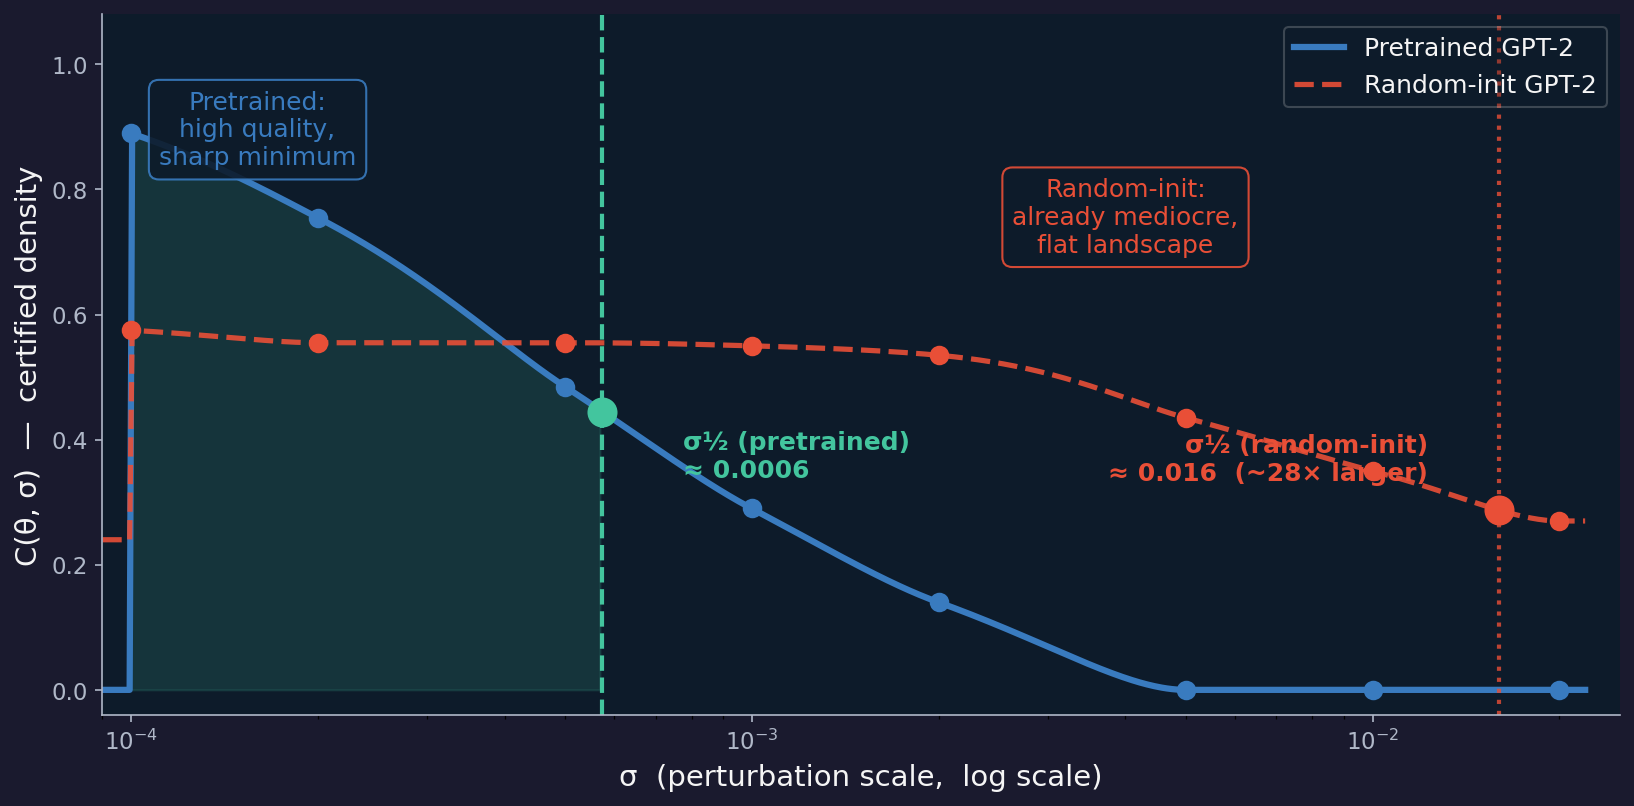 Pretrained GPT-2
Random-init GPT-2
Pretrained:
high quality,
sharp minimum
Random-init:
already mediocre,
flat landscape
σ½ (pretrained)
≈ 0.0006
σ½ (random-init)
≈ 0.016 (~28× larger)
C(θ, σ) — certified density
1.0
0.8
0.6
0.4
0.2
0.0
10⁻⁴
10⁻³
10⁻²
σ (perturbation scale, log scale)